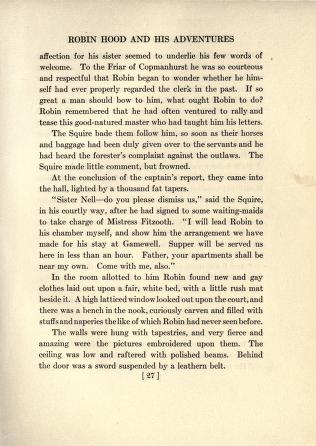 ROBIN HOOD AND HIS ADVENTURES
affection for his sister seemed to underlie his few words of
welcome. To the Friar of Copmanhurst he was so courteous
and respectful that Robin began to wonder whether he him-
self had ever properly regarded the clerk in the past. If so
great a man should bow to him, what ought Robin to do?
Robin remembered that he had often ventured to rally and
tease this good-natured master who had taught him his letters.
The Squire bade them follow him, so soon as their horses
and baggage had been duly given over to the servants and he
had heard the forester's complaint against the outlaws. The
Squire made little comment, but frowned.
At the conclusion of the captain's report, they came into
the hall, lighted by a thousand fat tapers.
"Sister Nell—do you please dismiss us," said the Squire,
in his courtly way, after he had signed to some waiting-maids
to take charge of Mistress Fitzooth. "I will lead Robin to
his chamber myself, and show him the arrangement we have
made for his stay at Gamewell. Supper will be served us
here in less than an hour. Father, your apartments shall be
near my own. Come with me, also."
In the room allotted to him Robin found new and gay
clothes laid out upon a fair, white bed, with a little rush mat
beside it. A high latticed window looked out upon the court, and
there was a bench in the nook, curiously carven and filled with
stuffs and naperies the like of which Robin had never seen before.
The walls were hung with tapestries, and very fierce and
amazing were the pictures embroidered upon them. The
ceiling was low and raftered with polished beams. Behind
the door was a sword suspended by a leathern belt.
[ 27 ]